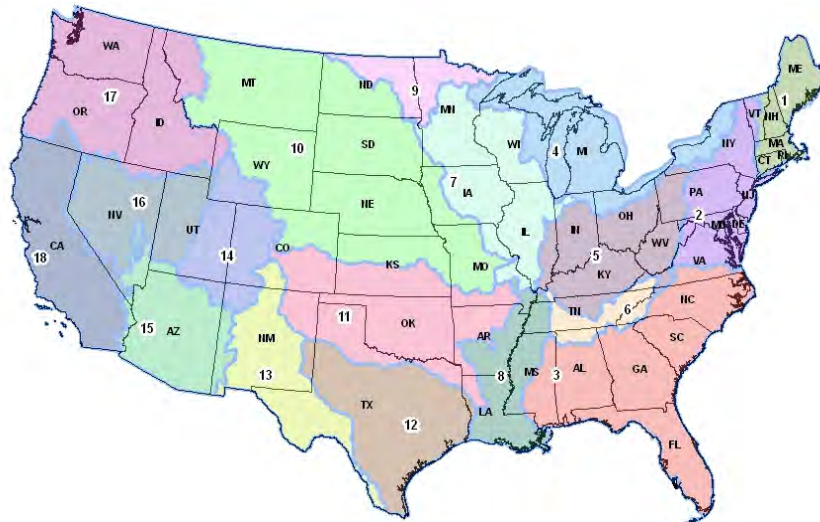 WA
MT
ND
9
ME
1
OR
17
ID
MN
VT
NH
WI
4
MI
NY
MA
CT
RI
10
SD
WY
7
IA
PA
NJ
16
NE
OH
2
MD
DE
NV
UT
IL
IN
5
WV
18
CA
14
CO
KS
MO
KY
VA
6
NC
TN
15
AZ
NM
11
OK
AR
SC
13
8
MS
3
AL
GA
TX
12
LA
FL